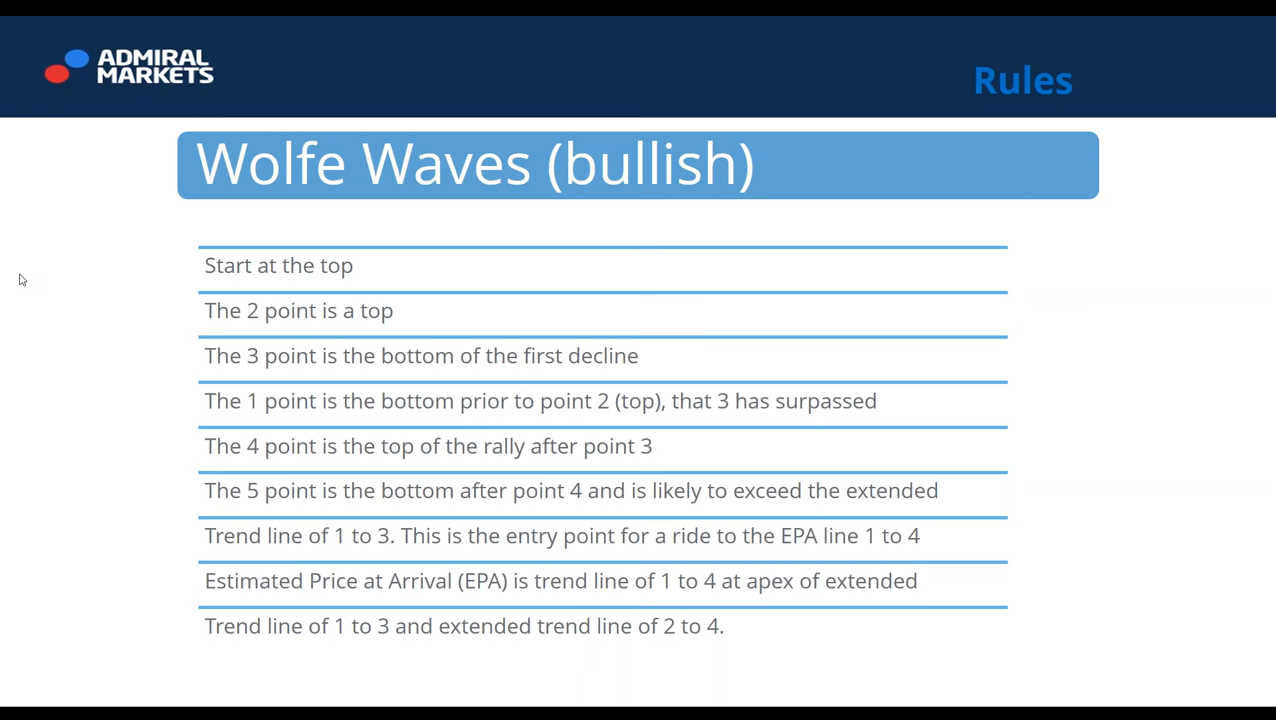 ADMIRAL
MARKETS
Rules
Wolfe Waves (bullish)
Start at the top
The 2 point is a top
The 3 point is the bottom of the first decline
The 1 point is the bottom prior to point 2 (top), that 3 has surpassed
The 4 point is the top of the rally after point 3
The 5 point is the bottom after point 4 and is likely to exceed the extended
Trend line of 1 to 3. This is the entry point for a ride to the EPA line 1 to 4
Estimated Price at Arrival (EPA) is trend line of 1 to 4 at apex of extended
Trend line of 1 to 3 and extended trend line of 2 to 4.